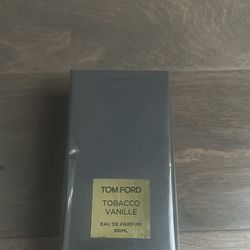 TOM FORD
TOBACCO
VANILLE
EAU DE PARFUM
100ML